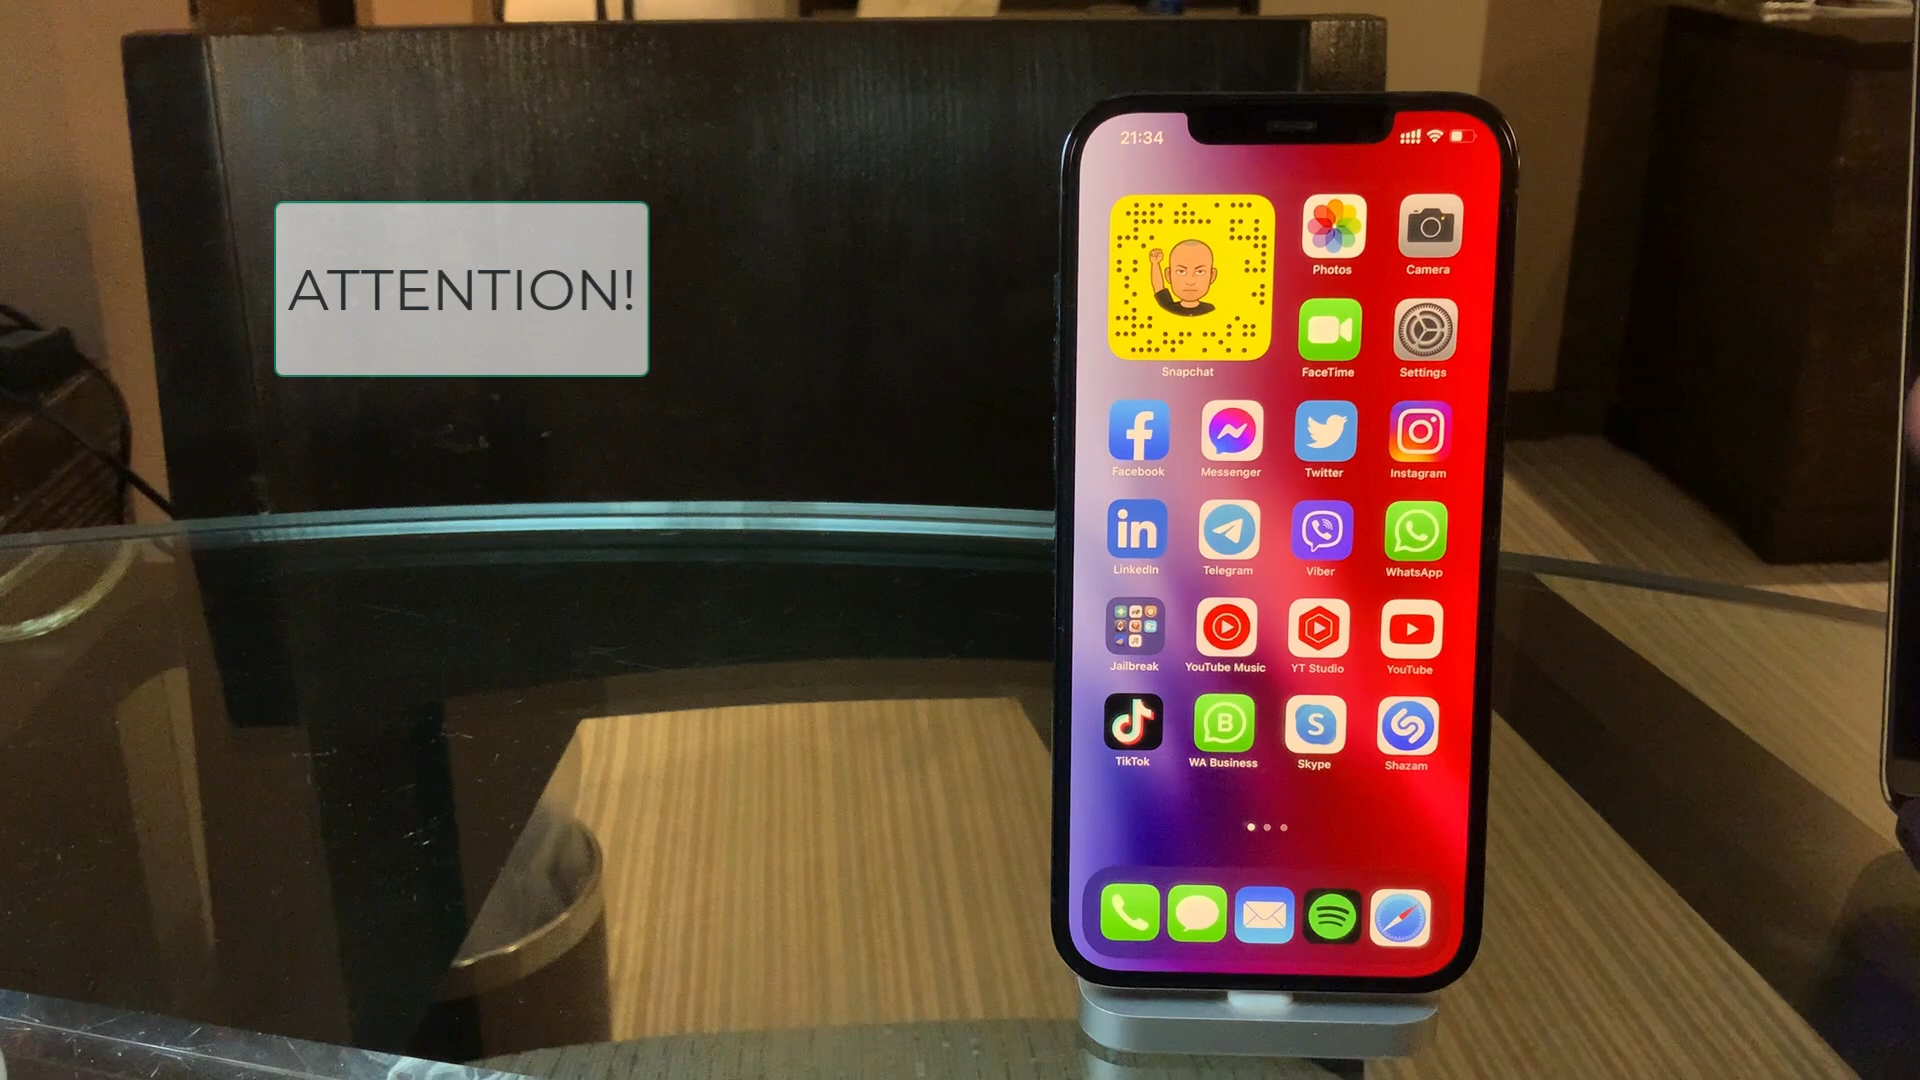 ATTENTION!
21:34
Photos
Camera
Snapchat
FaceTime
Settings
Facebook
Messenger
Twitter
Instagram
in
LinkedIn
Telegram
Viber
WhatsApp
Jailbreak
YouTube Music
YT Studio
YouTube
B
S
TikTok
WA Business
Skype
Shazam